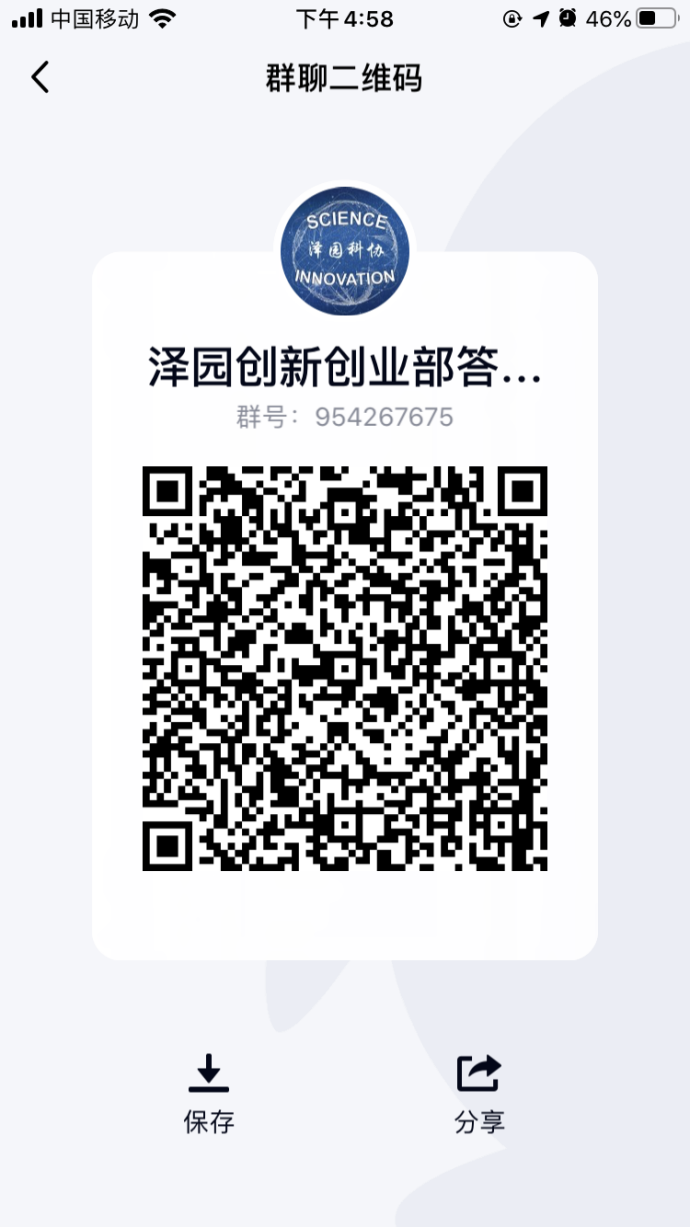 中国移动 下午4:58 46%
群聊二维码
SCIENCE
泽园科协
INNOVATION
泽园创新创业部答...
群号：954267675
保存 分享